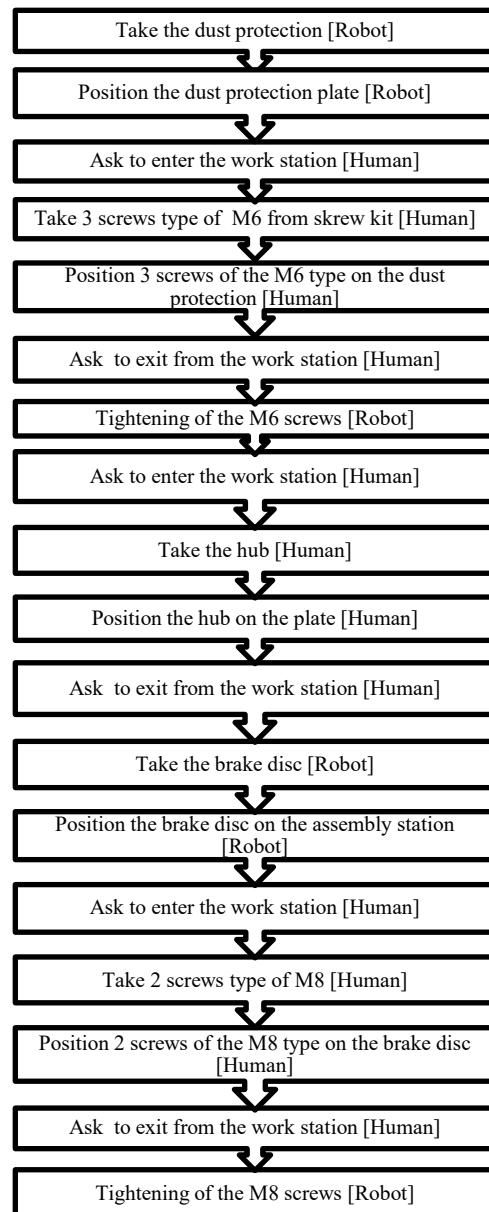 Take the dust protection [Robot]
Position the dust protection plate [Robot]
Ask to enter the work station [Human]
Take 3 screws type of  M6 from skrew kit [Human]
Position 3 screws of the M6 type on the dust
protection [Human]
Ask  to exit from the work station [Human]
Tightening of the M6 screws [Robot]
Ask to enter the work station [Human]
Take the hub [Human]
Position the hub on the plate [Human]
Ask  to exit from the work station [Human]
Take the brake disc [Robot]
Position the brake disc on the assembly station
[Robot]
Ask to enter the work station [Human]
Take 2 screws type of M8 [Human]
Position 2 screws of the M8 type on the brake disc
[Human]
Ask  to exit from the work station [Human]
Tightening of the M8 screws [Robot]